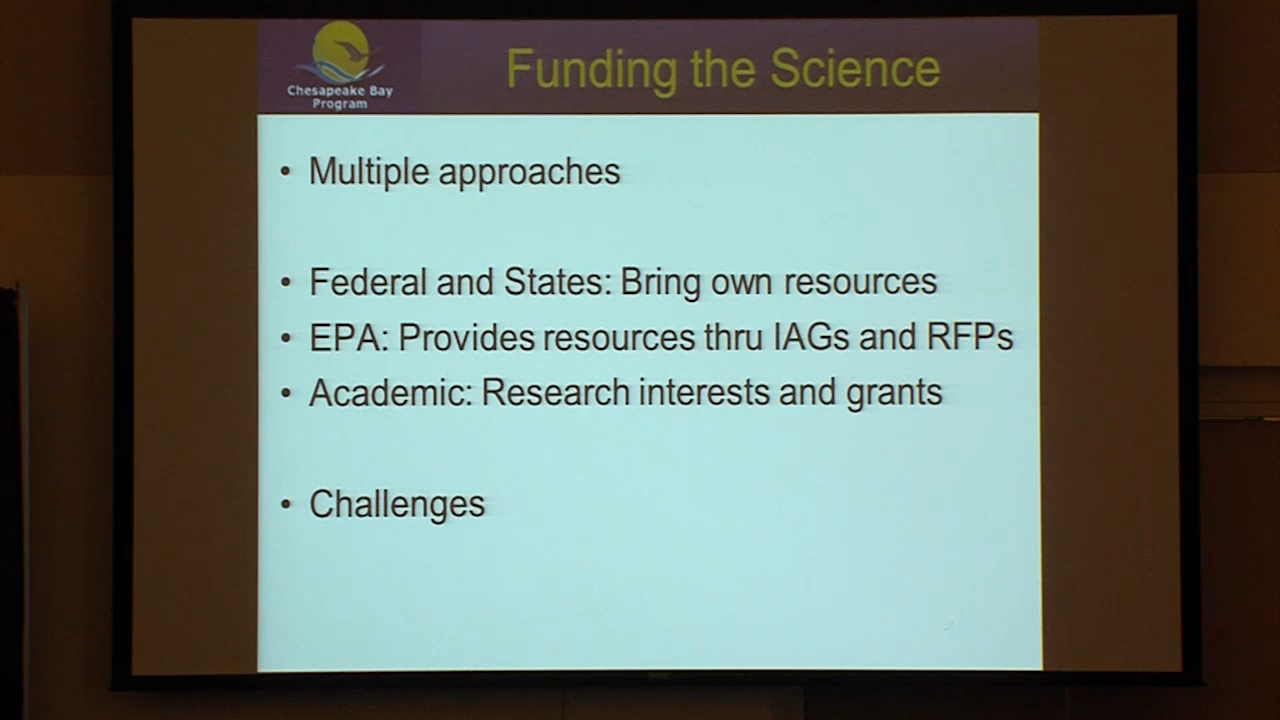 Chesapeake Bay
Program
Funding the Science
• Multiple approaches
• Federal and States: Bring own resources
• EPA: Provides resources thru IAGs and RFPs
• Academic: Research interests and grants
• Challenges